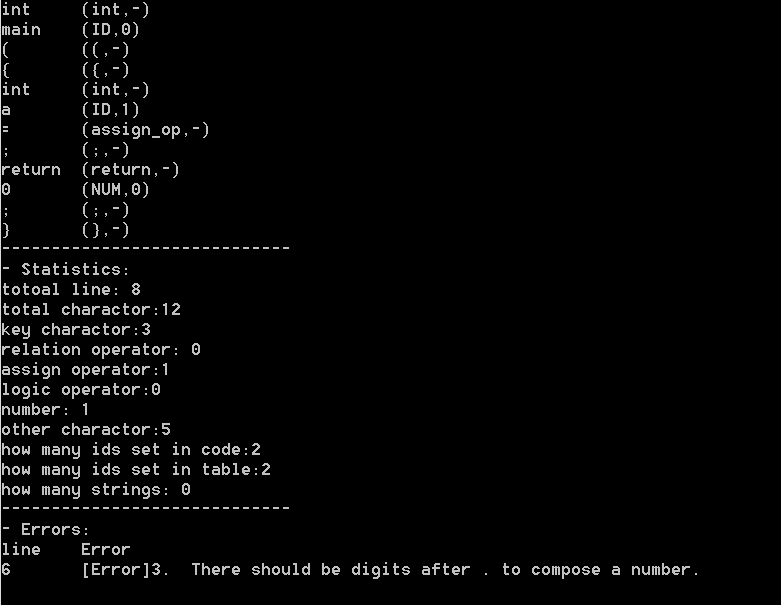 int (int,-)
main (ID,0)
( ((,-)
{ ({,-)
int (int,-)
a (ID,1)
= (assign_op,-)
; (;,-)
return (return,-)
0 (NUM,0)
; (;,-)
} (},-)
-----------------------------
- Statistics:
totoal line: 8
total charactor:12
key charactor:3
relation operator: 0
assign operator:1
logic operator:0
number: 1
other charactor:5
how many ids set in code:2
how many ids set in table:2
how many strings: 0
-----------------------------
- Errors:
line Error
6 [Error]3. There should be digits after . to compose a number.